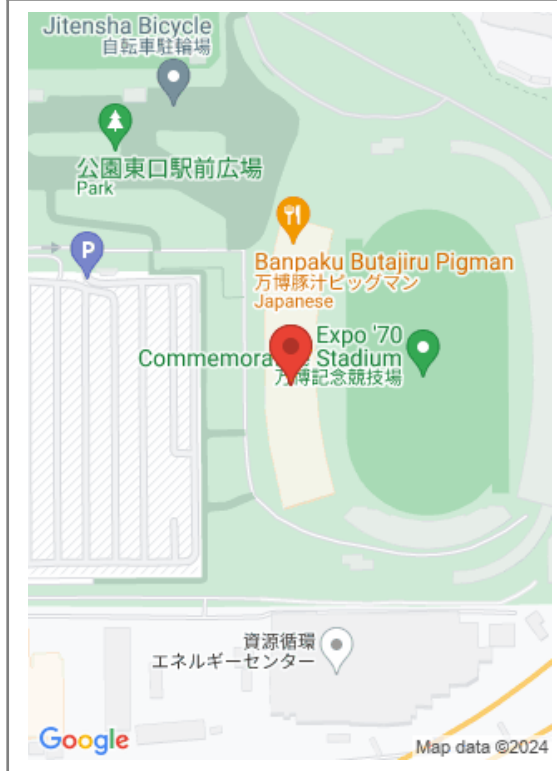 Jitensha Bicycle
自転車駐輪場
公園東口駅前広場
Park
P
Banpaku Butajiru Pigman
万博豚汁ピッグマン
Japanese
Expo '70
Commemorative Stadium
万博記念競技場
資源循環
エネルギーセンター
Google
Map data ©2024